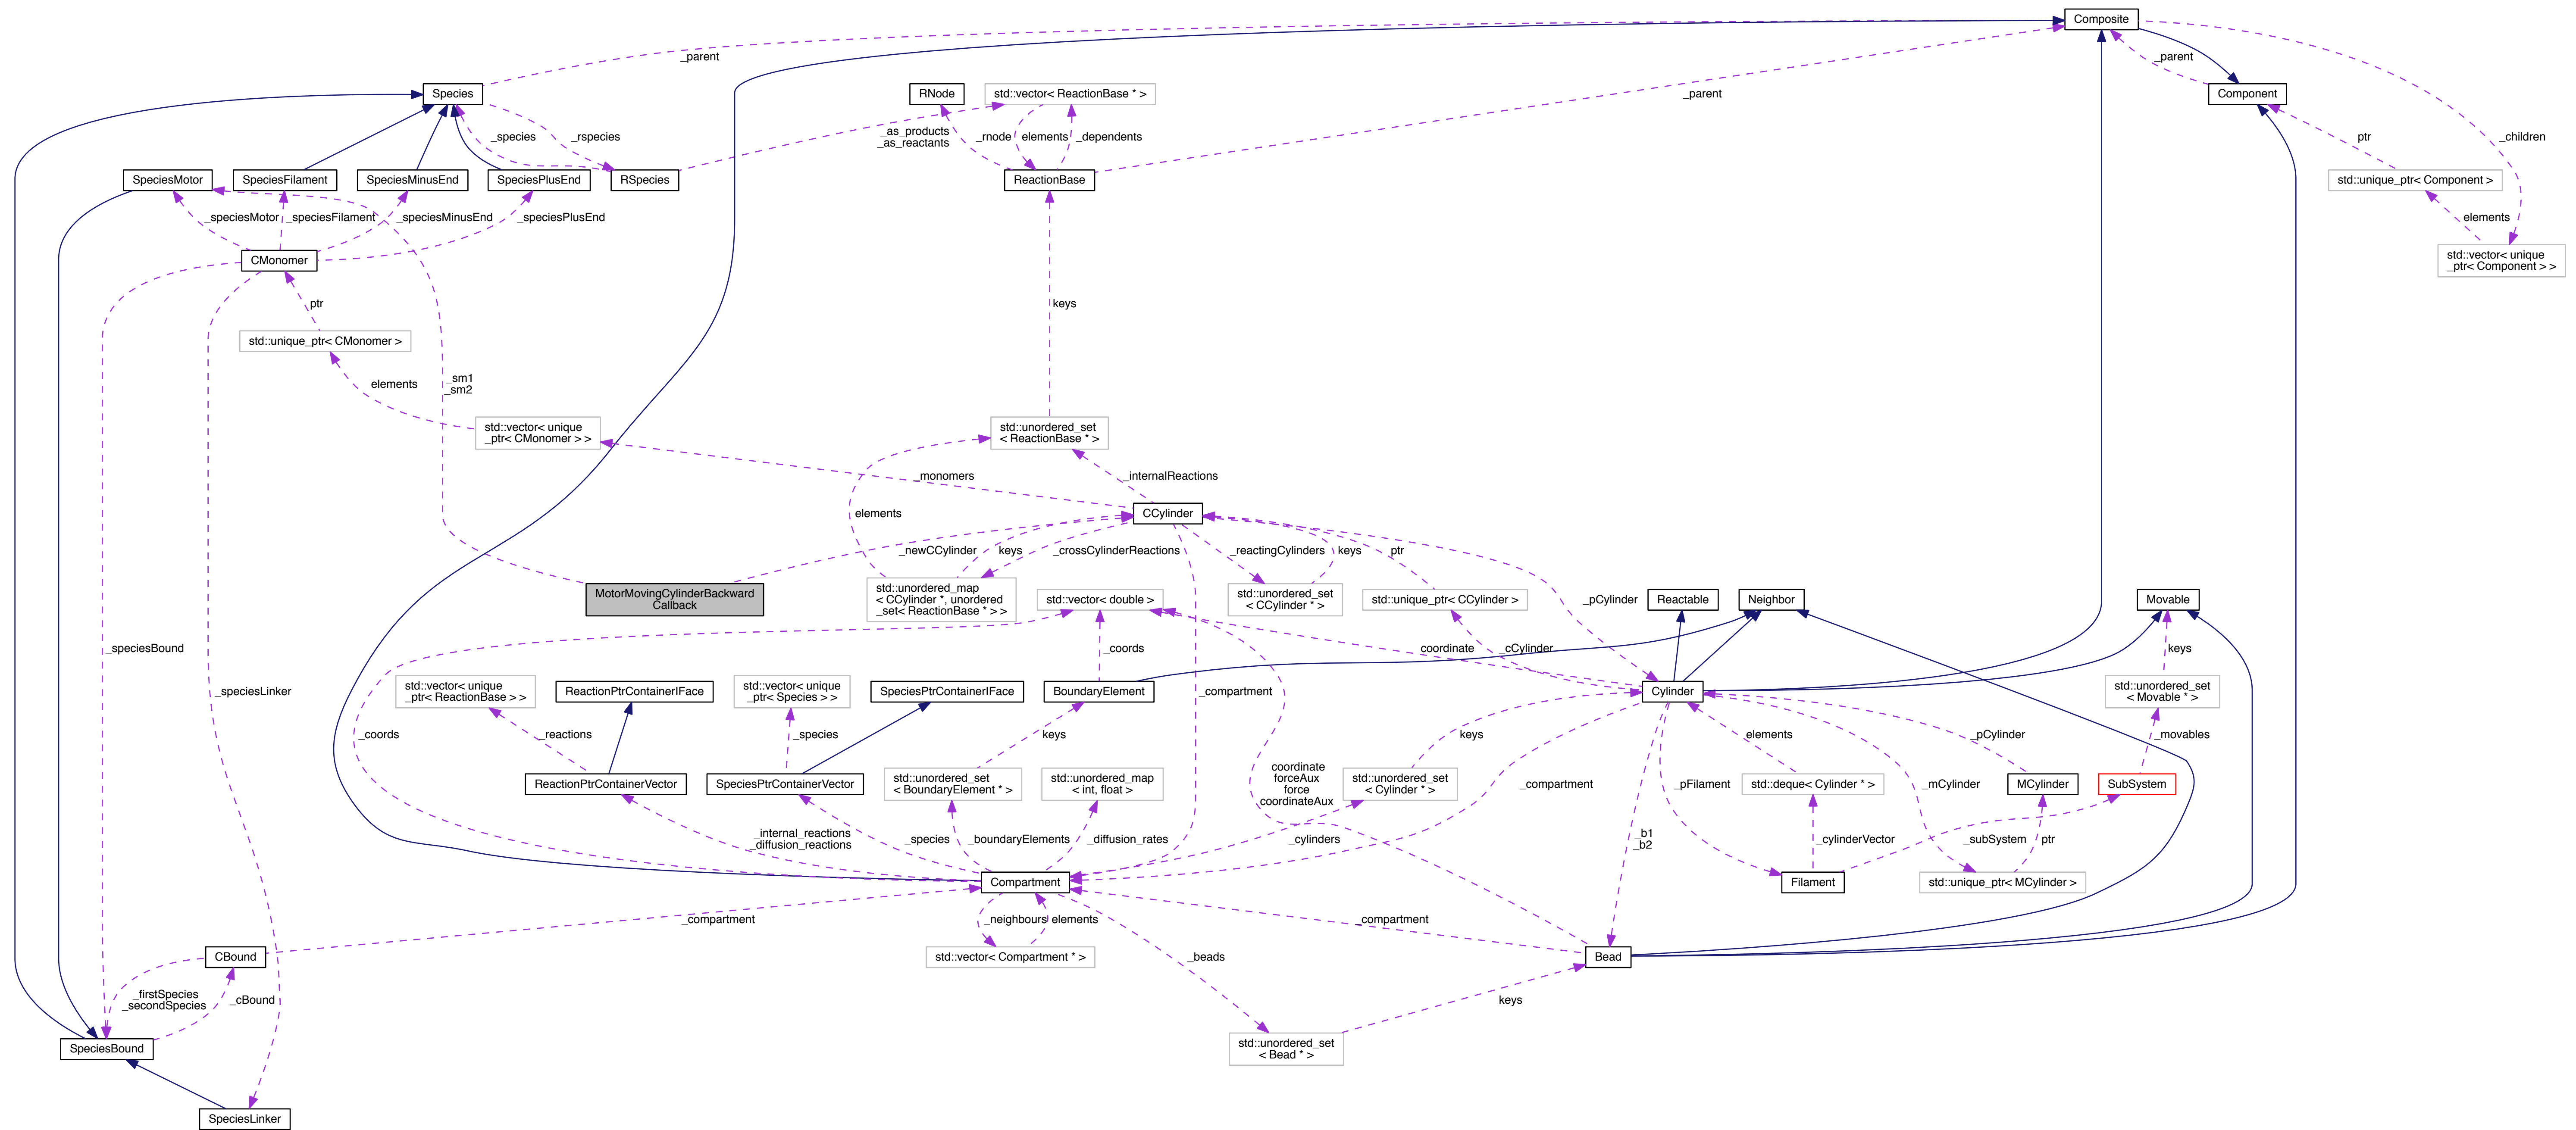 Composite
_parent
_parent
Species
RNode
std::vector< ReactionBase * >
_parent
Component
_species
_rspecies
_as_products
_as_reactants
_rnode
elements
_dependents
ptr
_children
SpeciesMotor
SpeciesFilament
SpeciesMinusEnd
SpeciesPlusEnd
RSpecies
ReactionBase
std::unique_ptr< Component >
_speciesMotor
_speciesFilament
_speciesMinusEnd
_speciesPlusEnd
elements
CMonomer
std::vector< unique
_ptr< Component > >
ptr
keys
std::unique_ptr< CMonomer >
elements
_sm1
_sm2
std::vector< unique
_ptr< CMonomer > >
std::unordered_set
< ReactionBase * >
_monomers
_internalReactions
elements
CCylinder
_newCCylinder
keys
_crossCylinderReactions
_reactingCylinders
keys
ptr
MotorMovingCylinderBackward
Callback
std::unordered_map
< CCylinder *, unordered
_set< ReactionBase * > >
std::vector< double >
std::unordered_set
< CCylinder * >
std::unique_ptr< CCylinder >
_pCylinder
Reactable
Neighbor
Movable
_speciesBound
_coords
coordinate
_cCylinder
keys
_speciesLinker
std::vector< unique
_ptr< ReactionBase > >
ReactionPtrContainerIFace
std::vector< unique
_ptr< Species > >
SpeciesPtrContainerIFace
BoundaryElement
_compartment
Cylinder
std::unordered_set
< Movable * >
_coords
_reactions
_species
keys
keys
elements
_pCylinder
_movables
ReactionPtrContainerVector
SpeciesPtrContainerVector
std::unordered_set
< BoundaryElement * >
std::unordered_map
< int, float >
coordinate
forceAux
force
coordinateAux
std::unordered_set
< Cylinder * >
_compartment
_pFilament
std::deque< Cylinder * >
_mCylinder
MCylinder
SubSystem
_internal_reactions
_diffusion_reactions
_species
_boundaryElements
_diffusion_rates
_cylinders
_b1
_b2
_cylinderVector
_subSystem
ptr
Compartment
Filament
std::unique_ptr< MCylinder >
_compartment
_neighbours
elements
_compartment
CBound
std::vector< Compartment * >
_beads
Bead
_firstSpecies
_secondSpecies
_cBound
keys
SpeciesBound
std::unordered_set
< Bead * >
SpeciesLinker